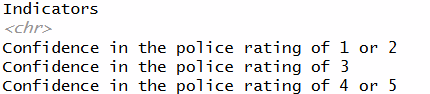 Indicators
<chr>
Confidence in the police rating of 1 or 2
Confidence in the police rating of 3
Confidence in the police rating of 4 or 5